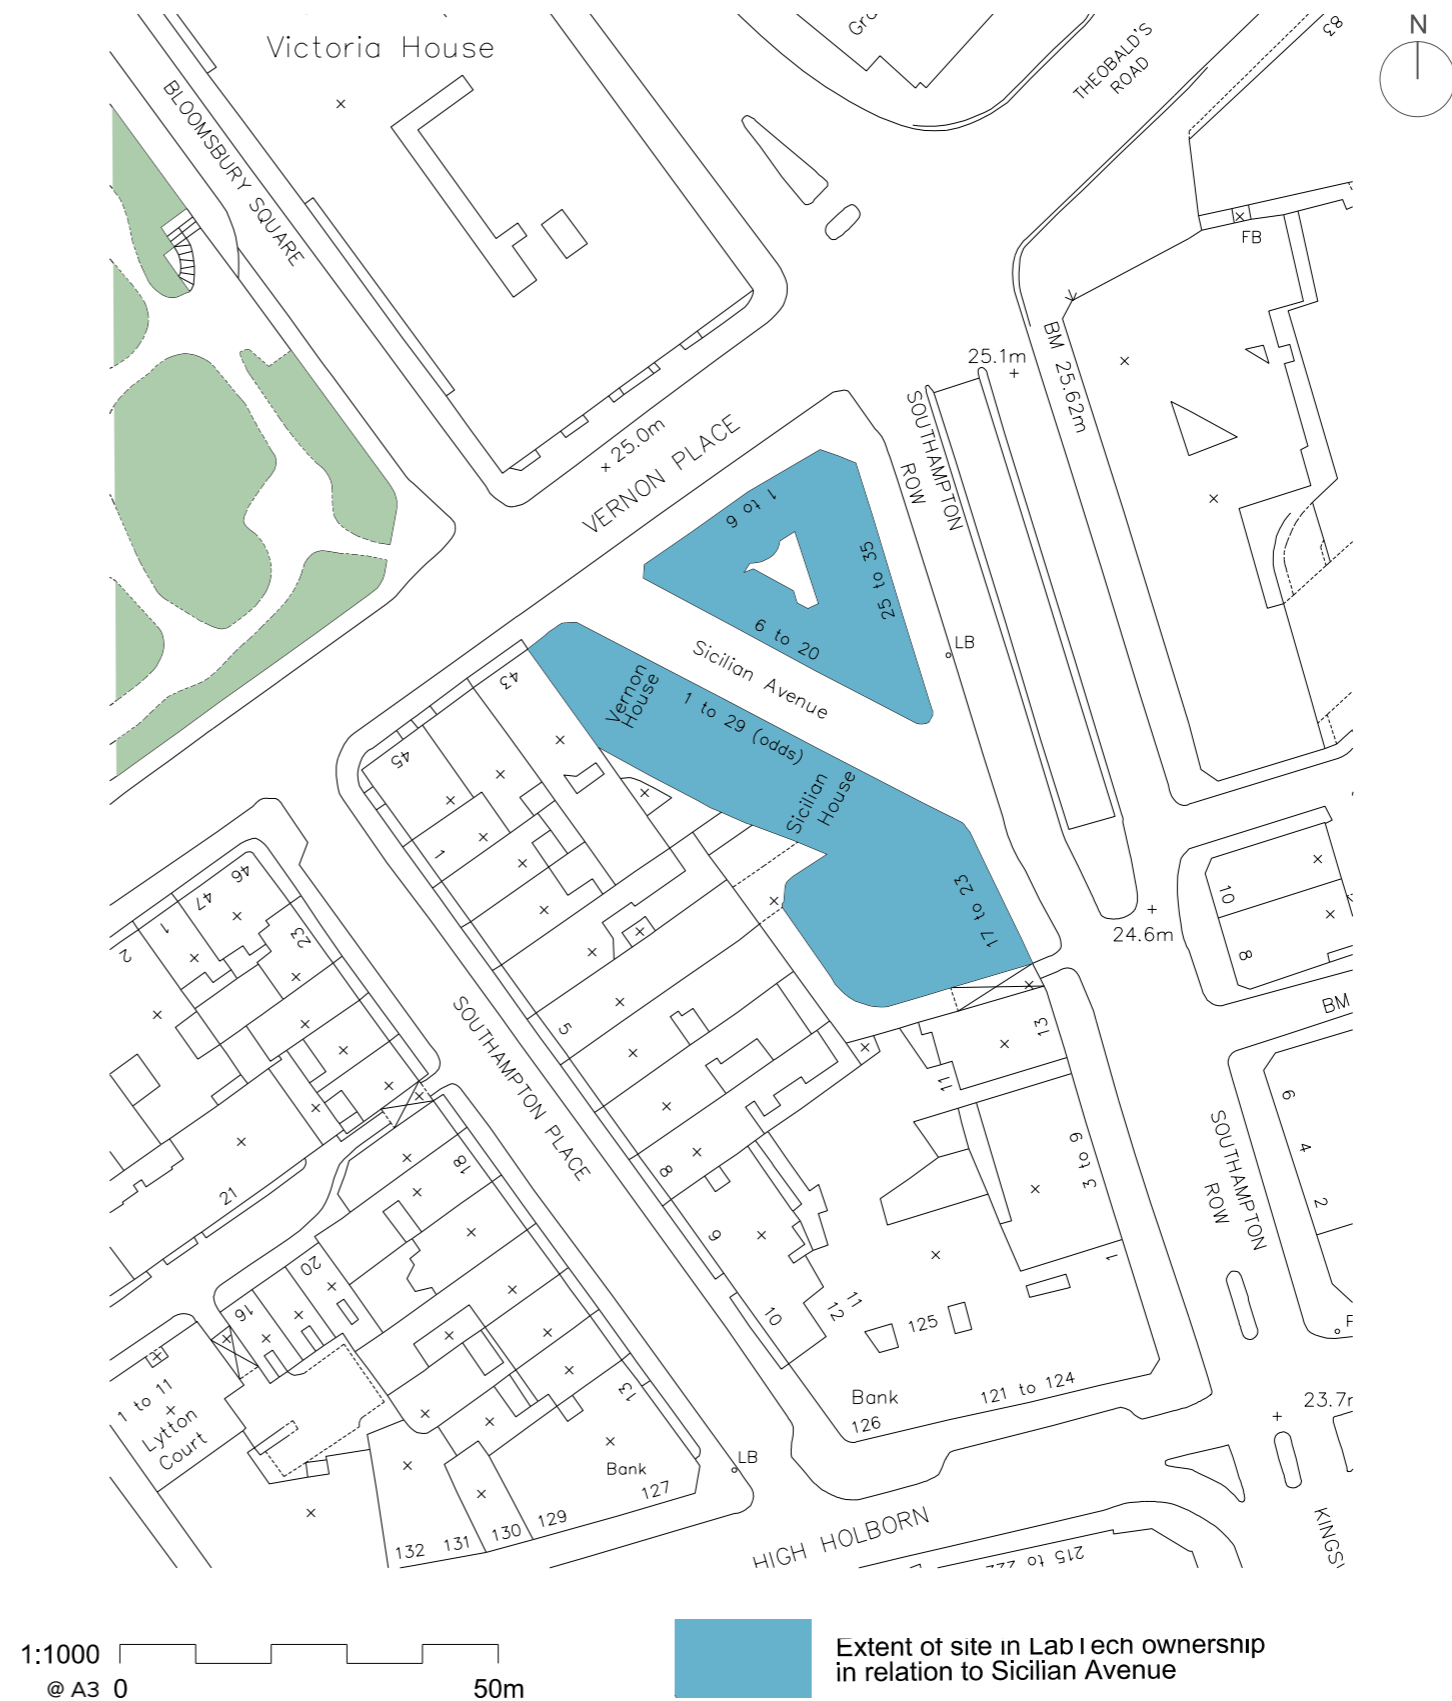 Victoria House
N
83
THEOBALD'S
ROAD
BLOOMSBURY SQUARE
FB
25.1m
BM 25.62m
25.0m
VERNON PLACE
SOUTHAMPTON
ROW
1 to 6
25 to 35
6 to 20
LB
Sicilian Avenue
Vernon
House
1 to 29 (odds)
Sicilian
House
43
45
1
17 to 23
24.6m
10
8
BM
46
47
1
2
23
SOUTHAMPTON PLACE
5
13
11
3 to 9
8
6
4
2
SOUTHAMPTON
ROW
18
21
9
1
20
16
10
11
12
125
1 to 11
Lytton
Court
13
Bank
126
121 to 124
23.7
LB
Bank
127
129
130
131
132
HIGH HOLBORN
1:1000
@ A3
0
50m
Extent of site in LabTech ownership
in relation to Sicilian Avenue